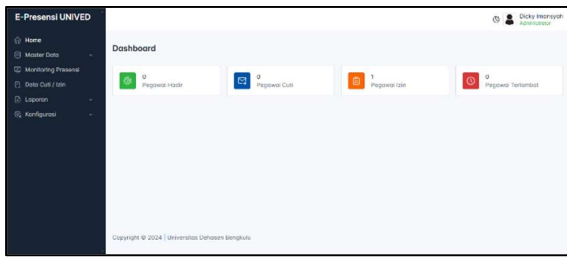 E-Presensi UNIVED
Dicky Imansyah
Administrator
Home
Master Data
Monitoring Presensi
Data Cuti / Izin
Laporan
Konfigurasi
Dashboard
0
Pegawai Hadir
0
Pegawai Cuti
1
Pegawai Izin
0
Pegawai Terlambat
Copyright © 2024 | Universitas Dehasen Bengkulu